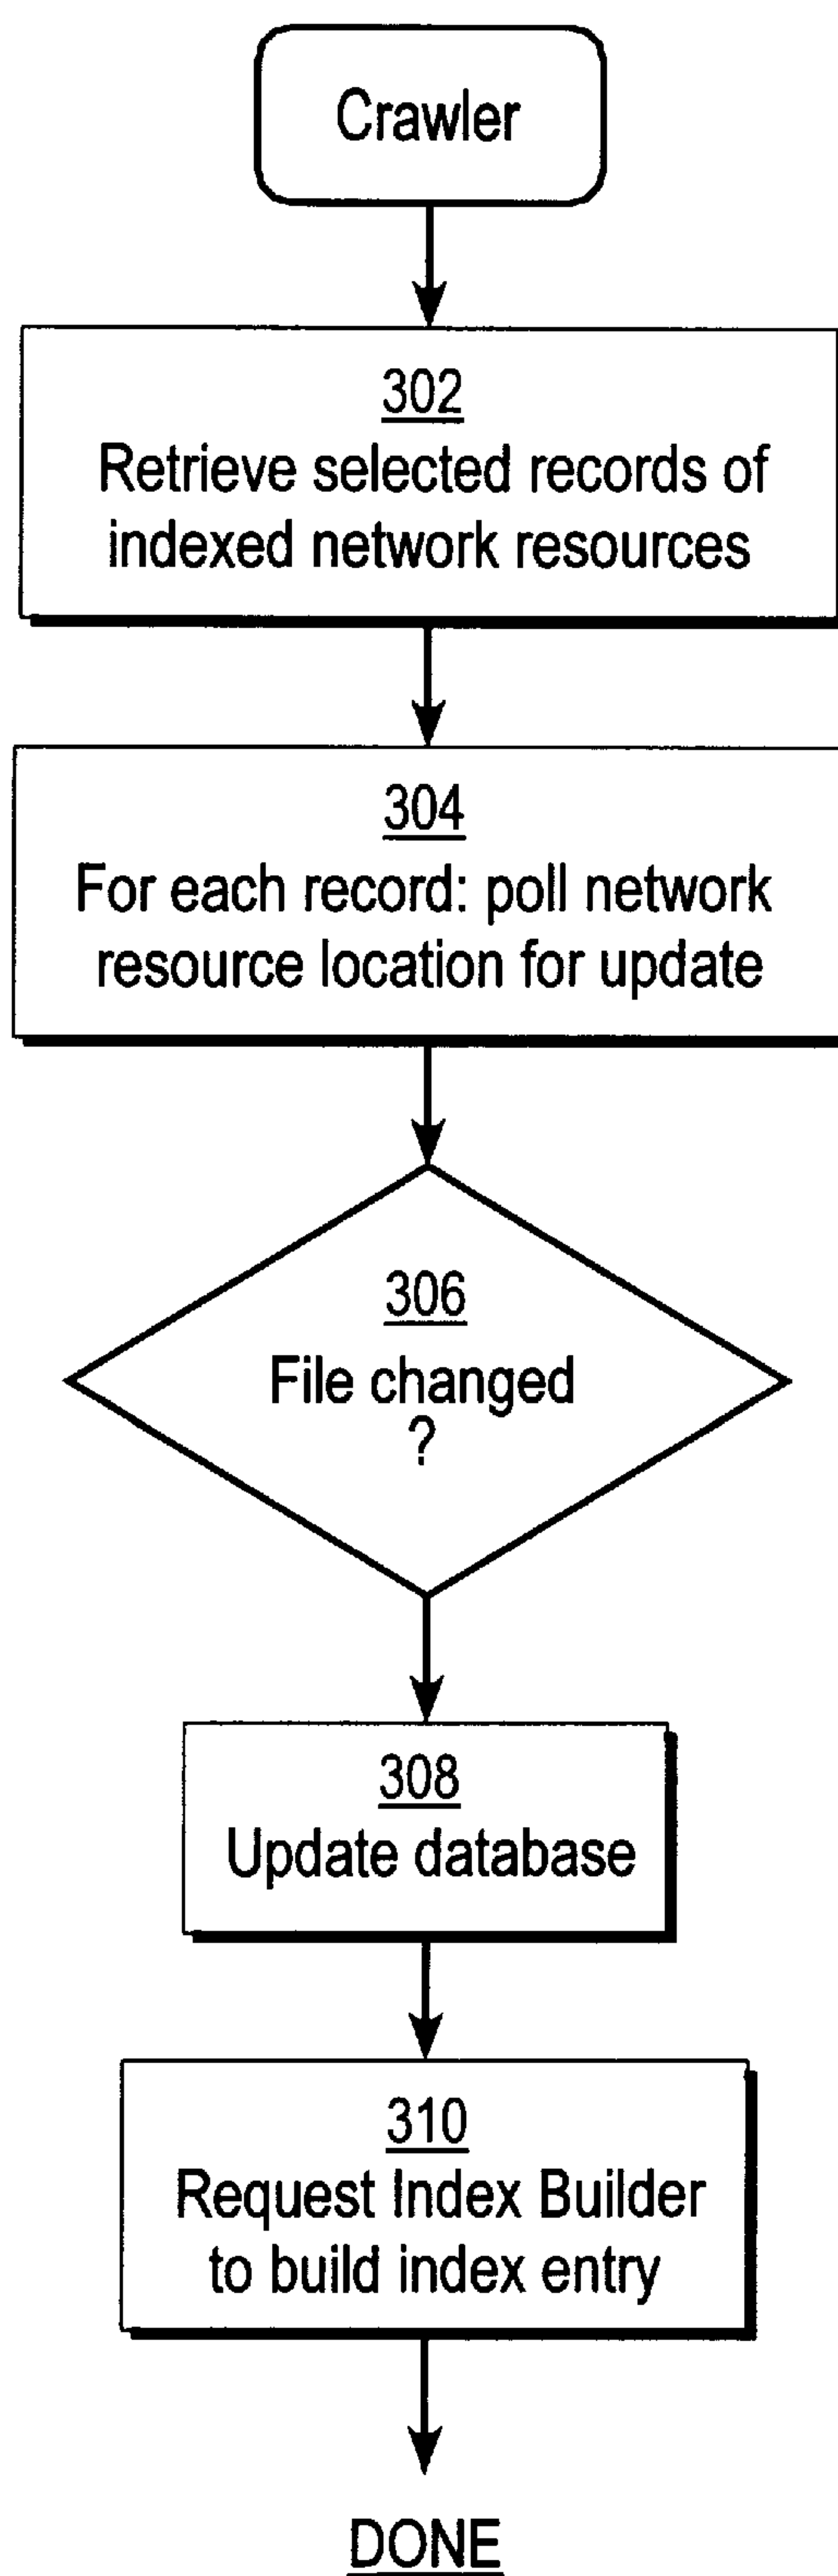 Crawler
302
Retrieve selected records of
indexed network resources
304
For each record: poll network
resource location for update
306
File changed
?
308
Update database
310
Request Index Builder
to build index entry
DONE